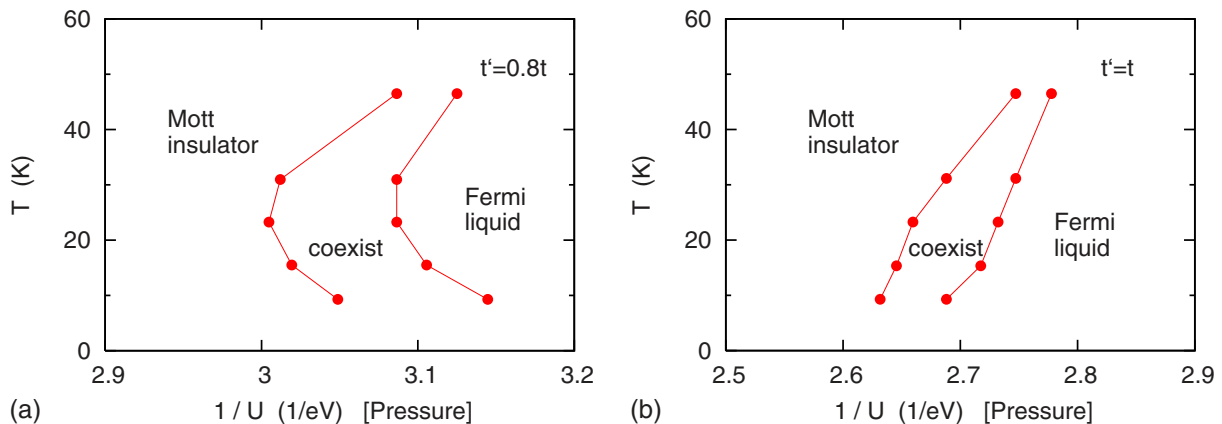 60
40
20
0
T (K)
t‘=0.8t
Mott
insulator
Fermi
liquid
coexist
2.9
3
3.1
3.2
(a)
1 / U (1/eV) [Pressure]
60
40
20
0
T (K)
t‘=t
Mott
insulator
Fermi
liquid
coexist
2.5
2.6
2.7
2.8
2.9
(b)
1 / U (1/eV) [Pressure]